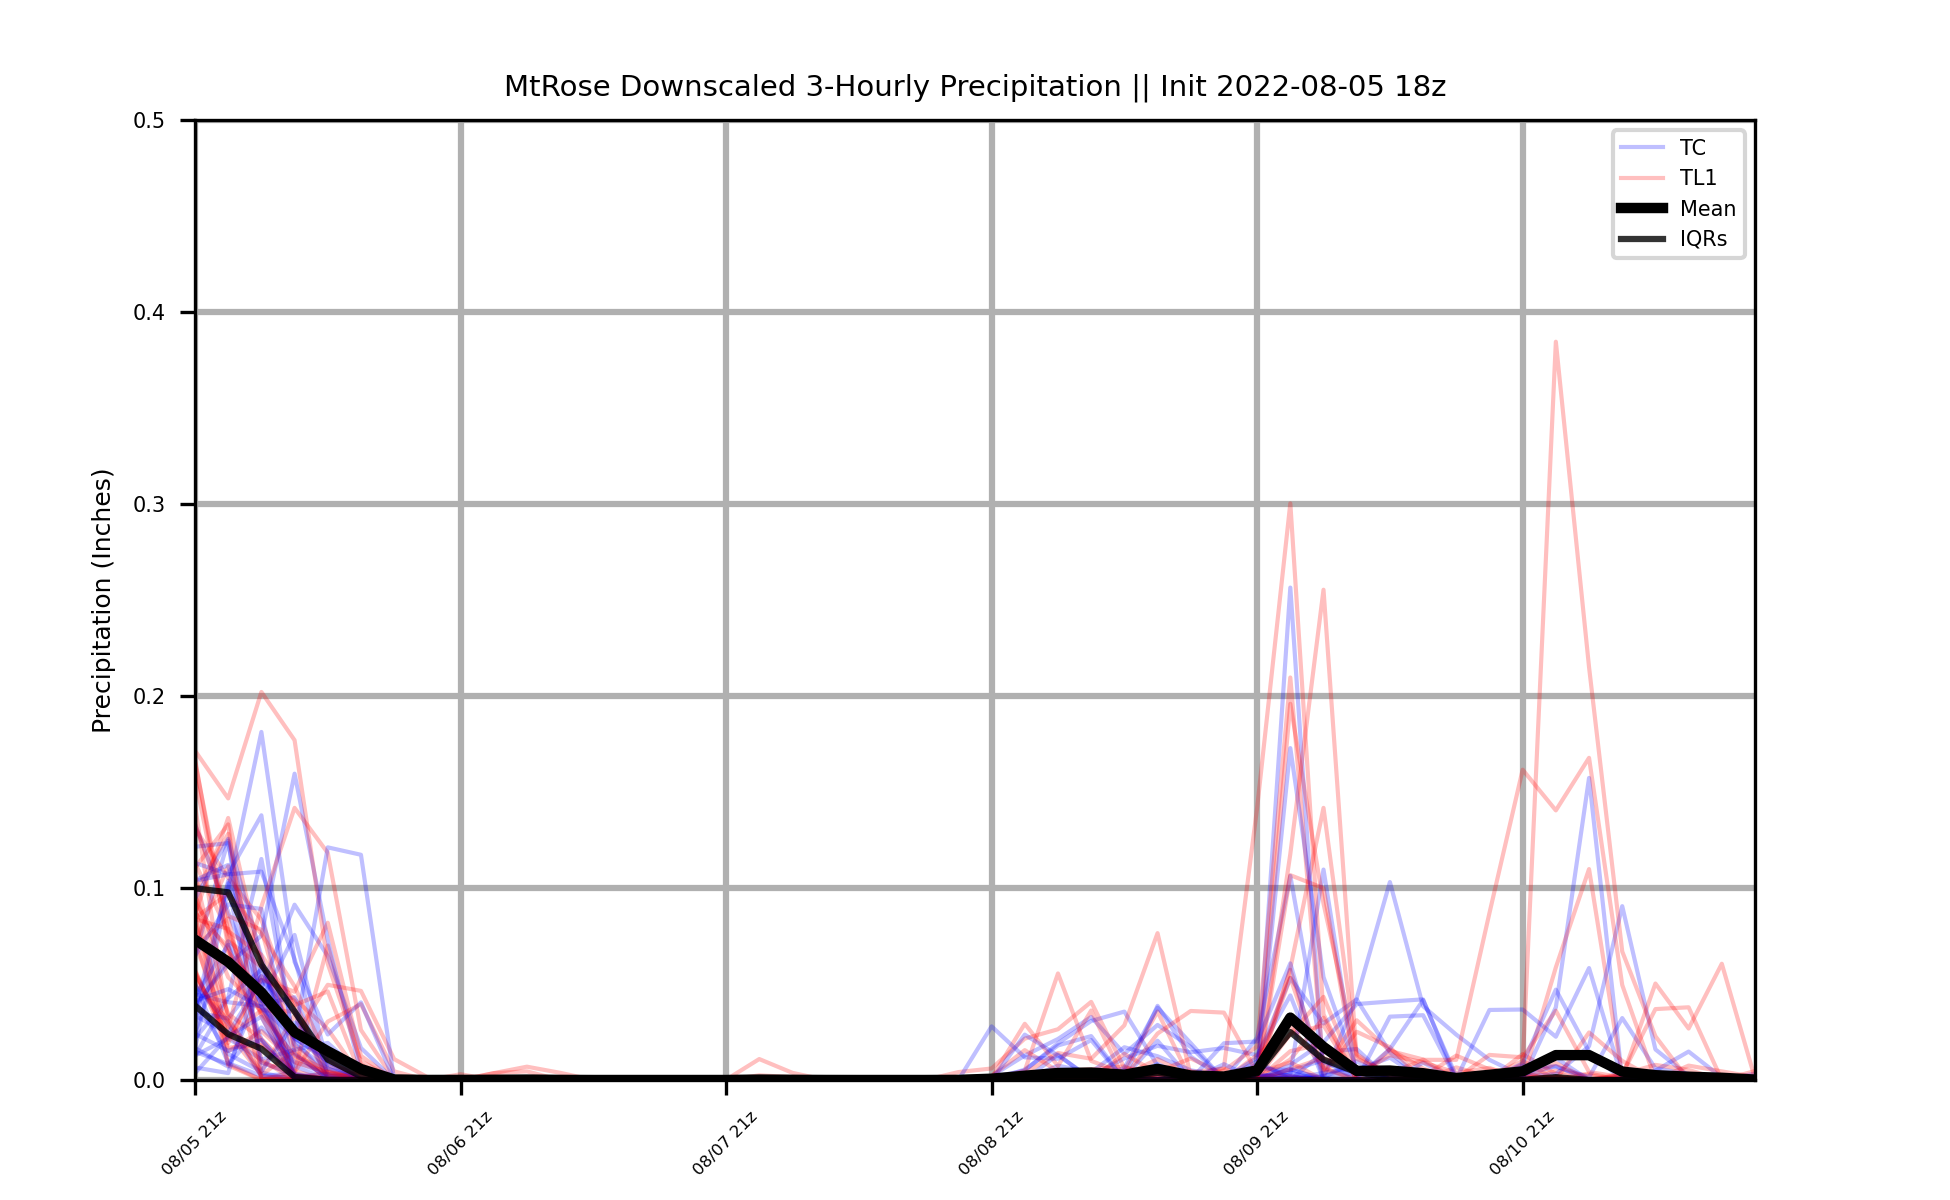 MtRose Downscaled 3-Hourly Precipitation || Init 2022-08-05 18z
TC
TL1
Mean
IQRs
Precipitation (Inches)
0.5
0.4
0.3
0.2
0.1
0.0
08/05 21z
08/06 21z
08/07 21z
08/08 21z
08/09 21z
08/10 21z